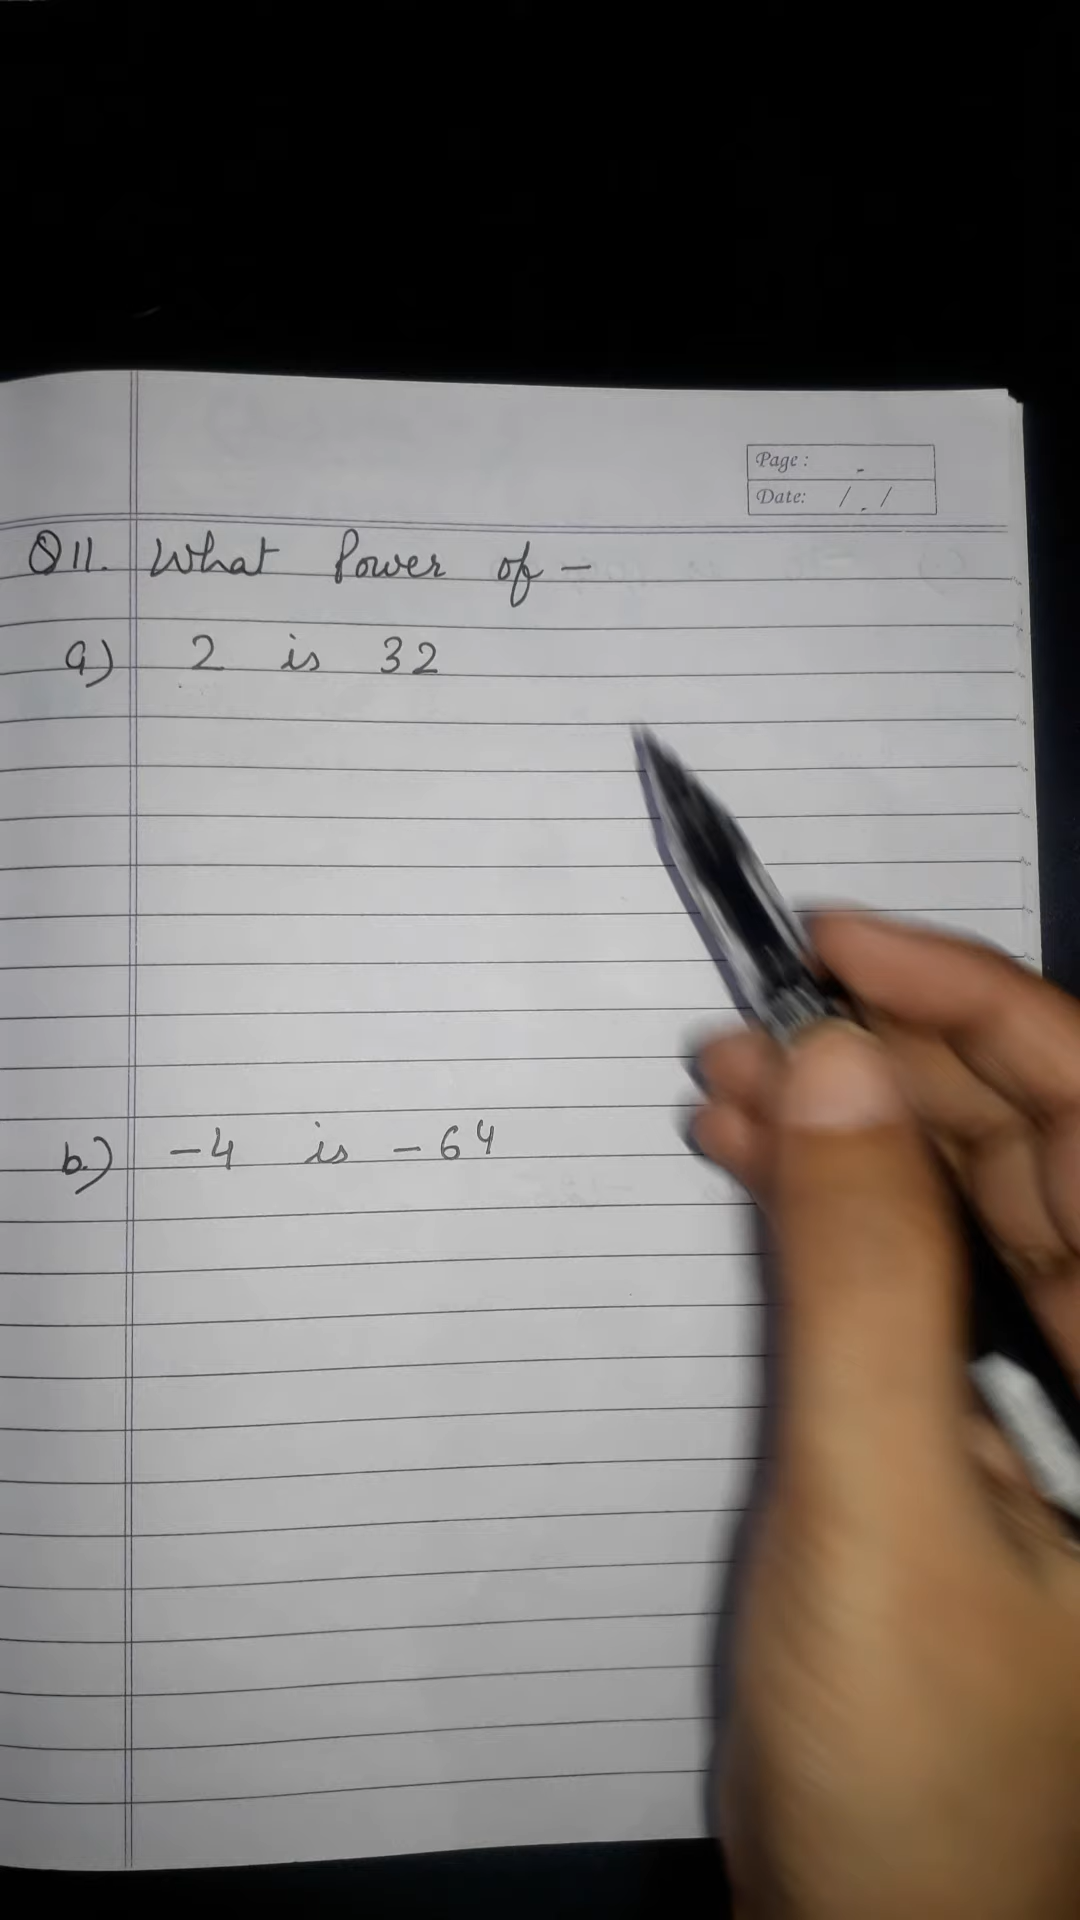 Page :
Date: / /
Q11. What Power of -
a) 2 is 32
b.) -4 is -64